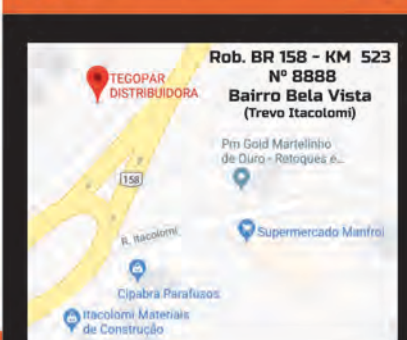 Rob. BR 158 - KM 523
Nº 8888
Bairro Bela Vista
(Trevo Itacolomi)
TEGOPAR
DISTRIBUIDORA
Pm Gold Martelinho
de Ouro - Retoques e...
158
R. Itacolomi
Supermercado Manfroi
Cipabra Parafusos
Itacolomi Materiais
de Construção